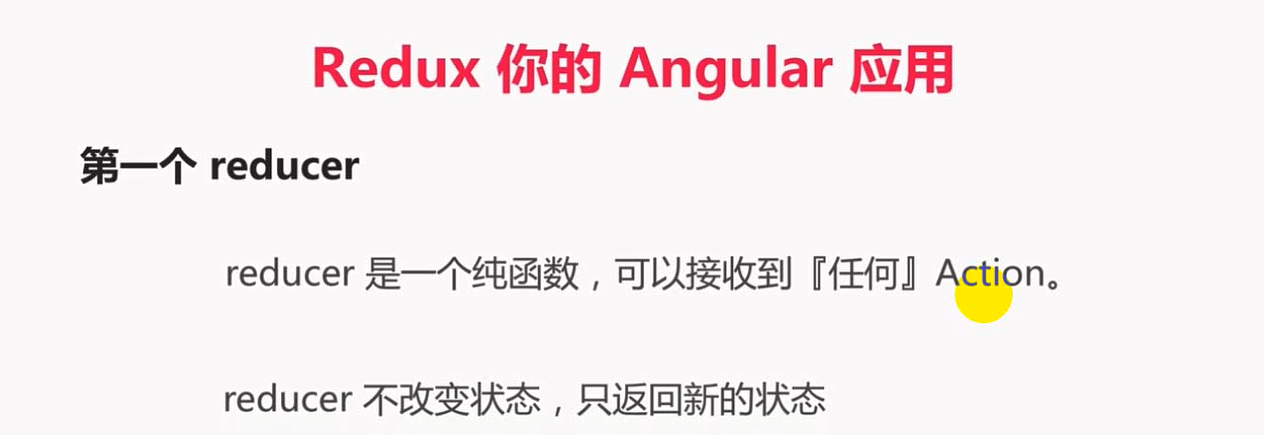 Redux 你的 Angular 应用
第一个 reducer
reducer 是一个纯函数，可以接收到『任何』Action。
reducer 不改变状态，只返回新的状态